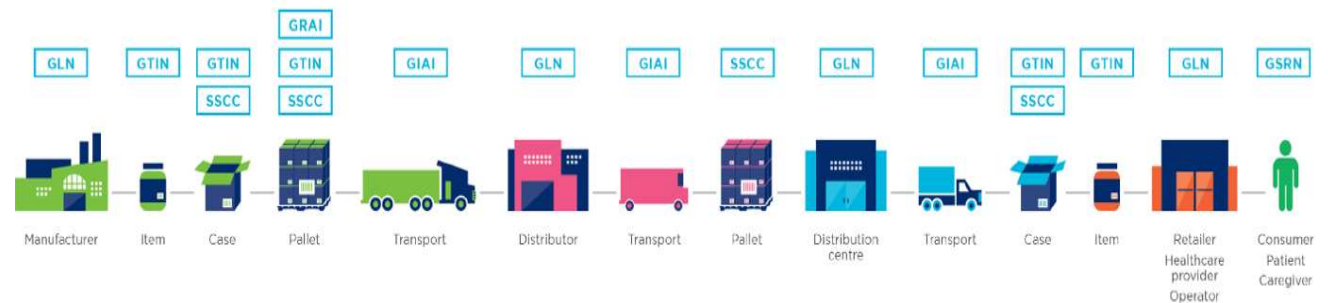 GRAI
GLN GTIN GTIN GTIN GIAI GLN GIAI SSCC GLN GIAI GTIN GTIN GLN GSRN
SSCC SSCC SSCC
Manufacturer Item Case Pallet Transport Distributor Transport Pallet Distribution Transport Case Item Retailer Consumer
centre Healthcare Patient
provider Caregiver
Operator